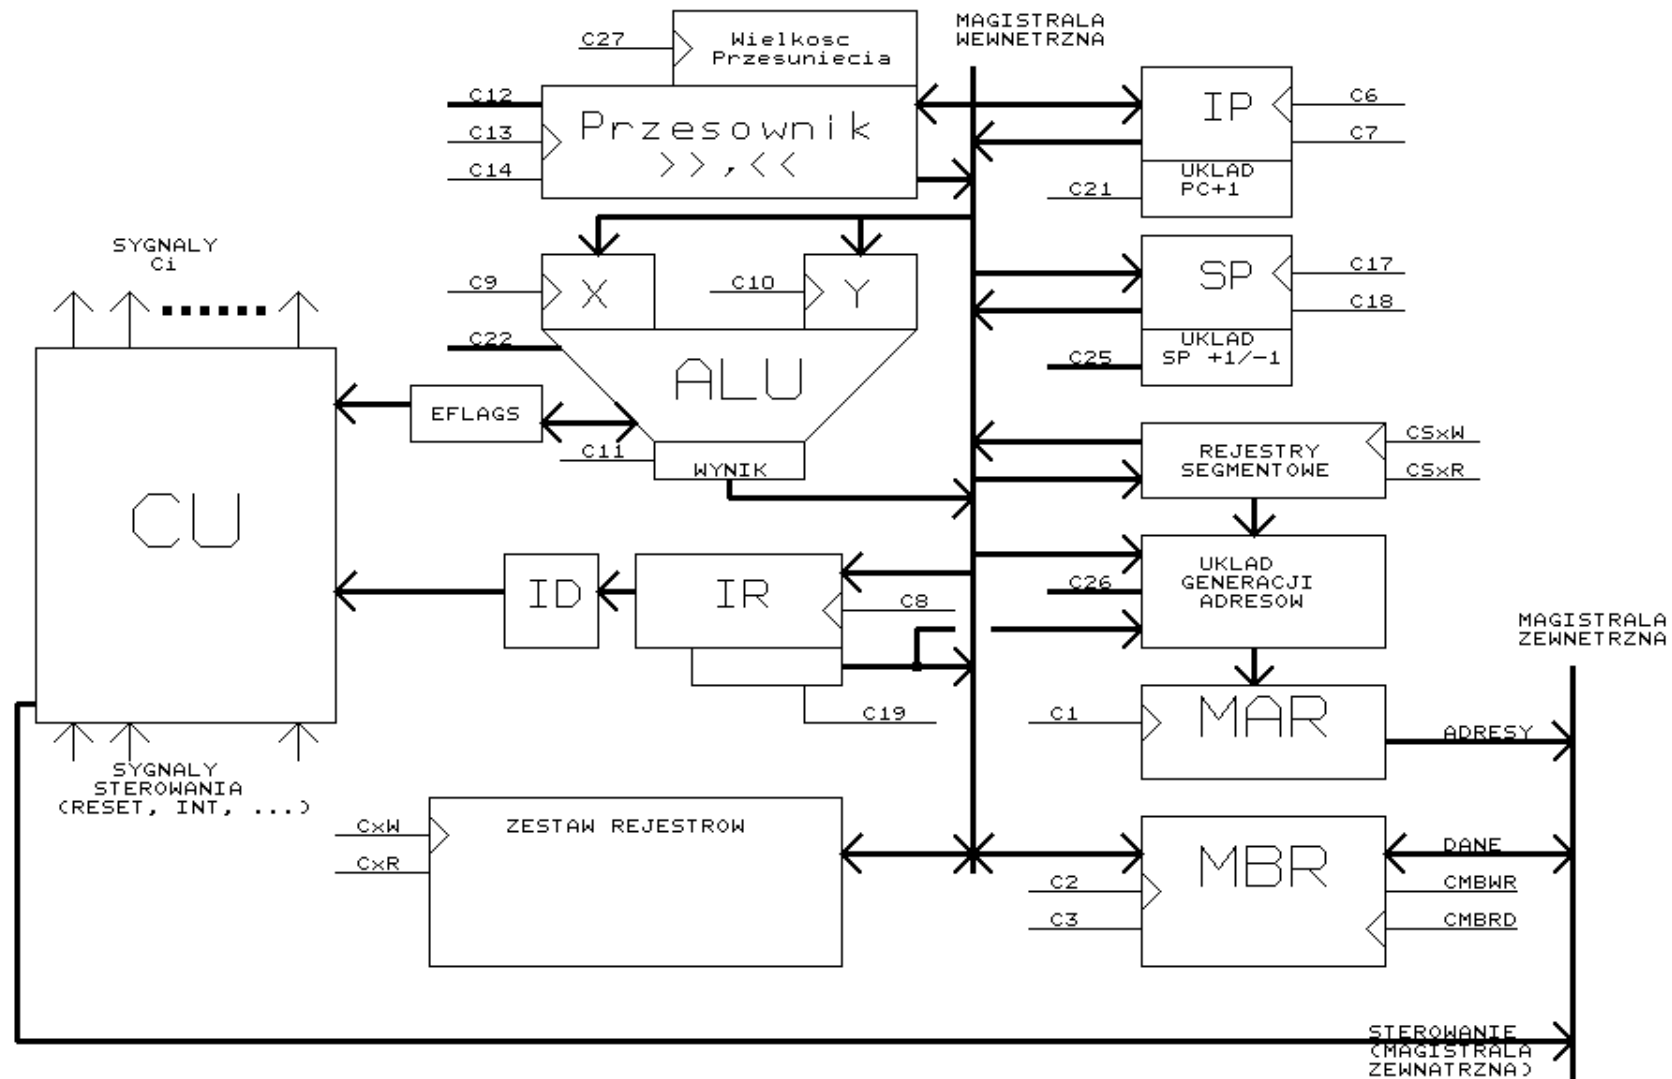 MAGISTRALA
WEWNETRZNA
C27
Wielkosc
Przesuniecia
C12
C13
C14
Przesownik
>>,<<
IP
C6
C7
UKLAD
PC+1
C21
SYGNALY
Ci
C9
X
C10
Y
SP
C17
C18
UKLAD
SP +1/-1
C25
C22
ALU
EFLAGS
C11
WYNIK
REJESTRY
SEGMENTOWE
CSxW
CSxR
CU
ID
IR
C8
UKLAD
GENERACJI
ADRESOW
C26
MAGISTRALA
ZEWNETRZNA
C19
C1
MAR
ADRESY
SYGNALY
STEROWANIA
(RESET, INT, ...)
CxW
CxR
ZESTAW REJESTROW
MBR
C2
C3
DANE
CMBWR
CMBRD
STEROWANIE
(MAGISTRALA
ZEWNATRZNA)